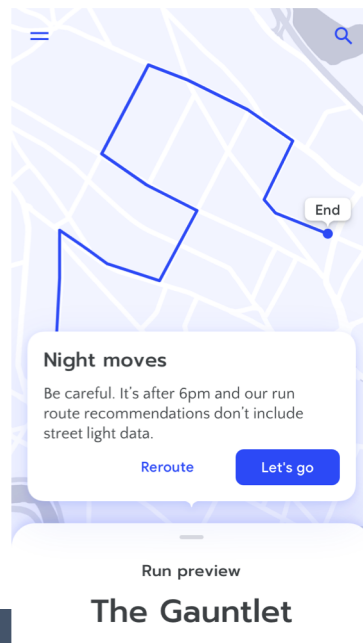 End
Night moves
Be careful. It's after 6pm and our run
route recommendations don't include
street light data.
Reroute
Let's go
Run preview
The Gauntlet